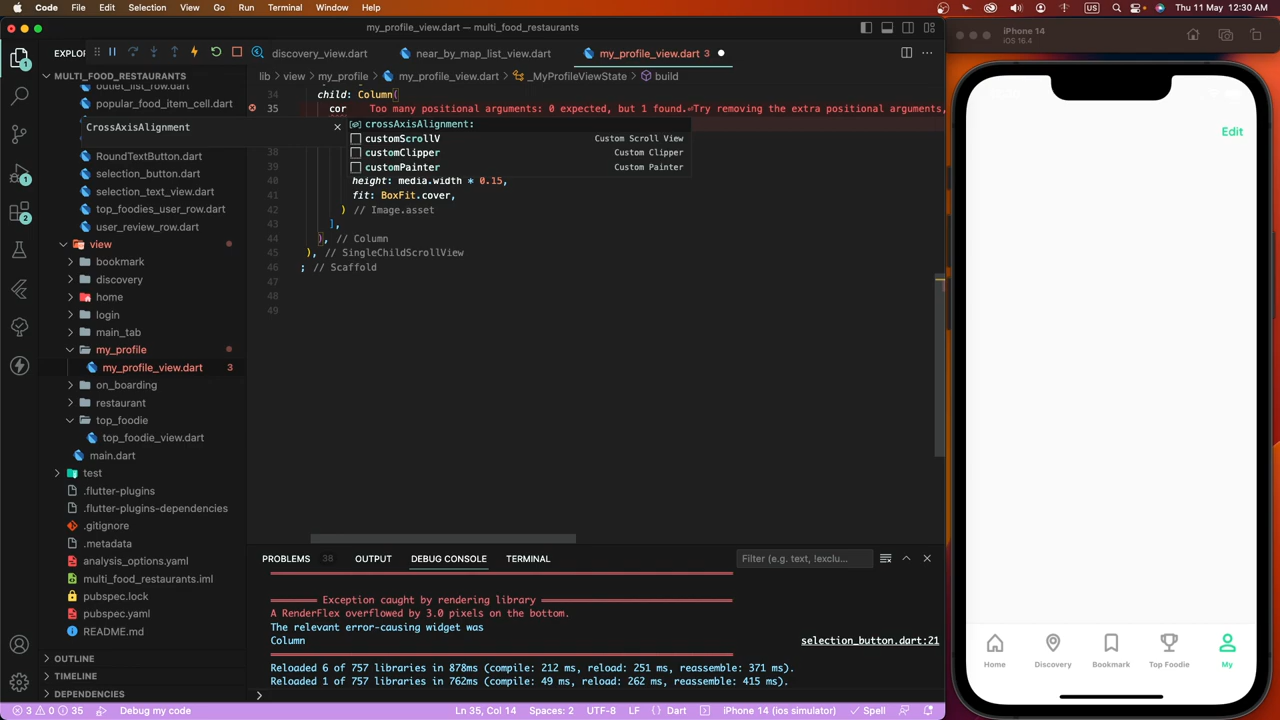 Code File Edit Selection View Go Run Terminal Window Help
US Thu 11 May 12:30 AM
my_profile_view.dart — multi_food_restaurants
EXPLOR
discovery_view.dart
near_by_map_list_view.dart
my_profile_view.dart 3
lib > view > my_profile > my_profile_view.dart > _MyProfileViewState > build
MULTI_FOOD_RESTAURANTS
outlet_list_row.dart
popular_food_item_cell.dart
RoundTextButton.dart
selection_button.dart
selection_text_view.dart
top_foodies_user_row.dart
user_review_row.dart
view
bookmark
discovery
home
login
main_tab
my_profile
my_profile_view.dart 3
on_boarding
restaurant
top_foodie
top_foodie_view.dart
main.dart
test
.flutter-plugins
.flutter-plugins-dependencies
.gitignore
.metadata
analysis_options.yaml
multi_food_restaurants.iml
pubspec.lock
pubspec.yaml
README.md
OUTLINE
TIMELINE
DEPENDENCIES
34 child: Column(
35 cor Too many positional arguments: 0 expected, but 1 found.⏎Try removing the extra positional arguments,
CrossAxisAlignment
crossAxisAlignment:
customScrollV Custom Scroll View
customClipper Custom Clipper
customPainter Custom Painter
38
39
40 height: media.width * 0.15,
41 fit: BoxFit.cover,
42 ) // Image.asset
43 ],
44 ), // Column
45 ), // SingleChildScrollView
46 ; // Scaffold
47
48
49
PROBLEMS 38 OUTPUT DEBUG CONSOLE TERMINAL
Filter (e.g. text, !exclu...
Exception caught by rendering library
A RenderFlex overflowed by 3.0 pixels on the bottom.
The relevant error-causing widget was
Column selection_button.dart:21
Reloaded 6 of 757 libraries in 878ms (compile: 212 ms, reload: 251 ms, reassemble: 371 ms).
Reloaded 1 of 757 libraries in 762ms (compile: 49 ms, reload: 262 ms, reassemble: 415 ms).
3 0 35 Debug my code
Ln 35, Col 14 Spaces: 2 UTF-8 LF {} Dart iPhone 14 (ios simulator) Spell
iPhone 14
iOS 16.4
Edit
Home Discovery Bookmark Top Foodie My